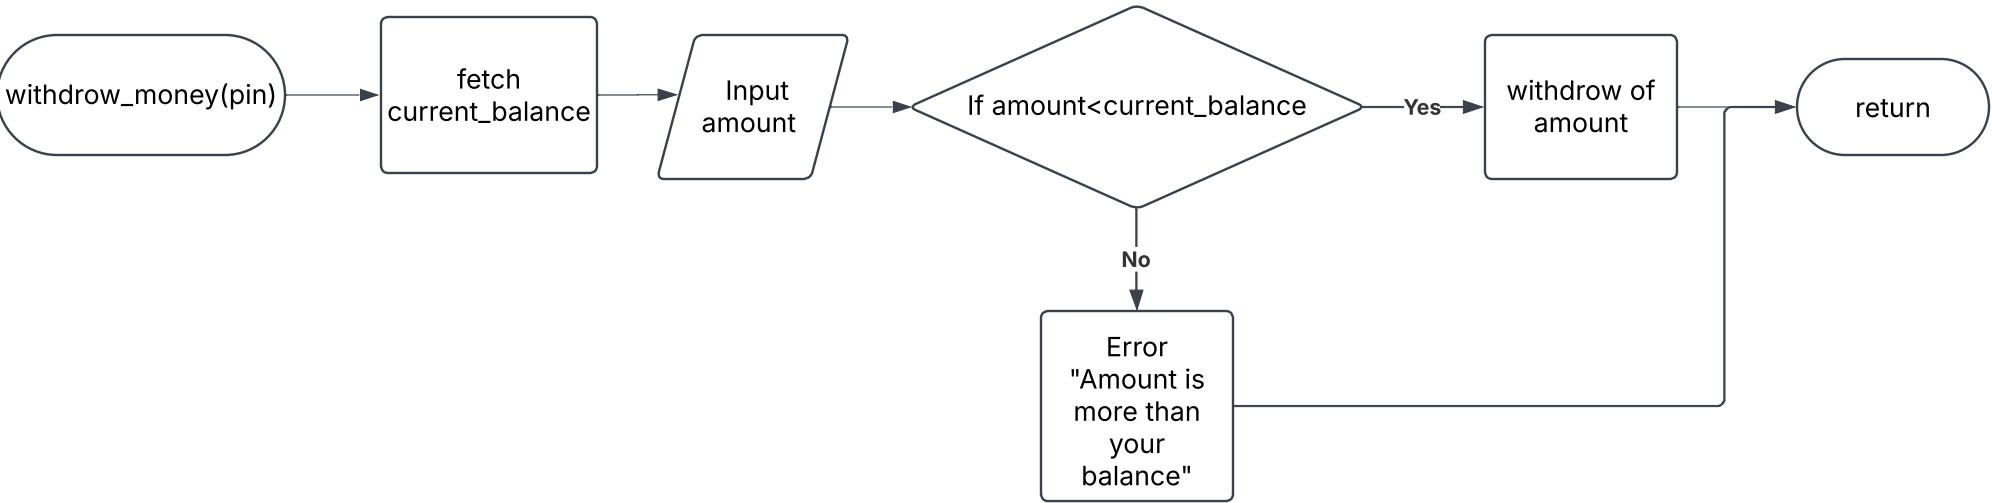 withdrow_money(pin)
fetch
current_balance
Input
amount
If amount<current_balance
Yes
withdrow of
amount
return
No
Error
"Amount is
more than
your
balance"